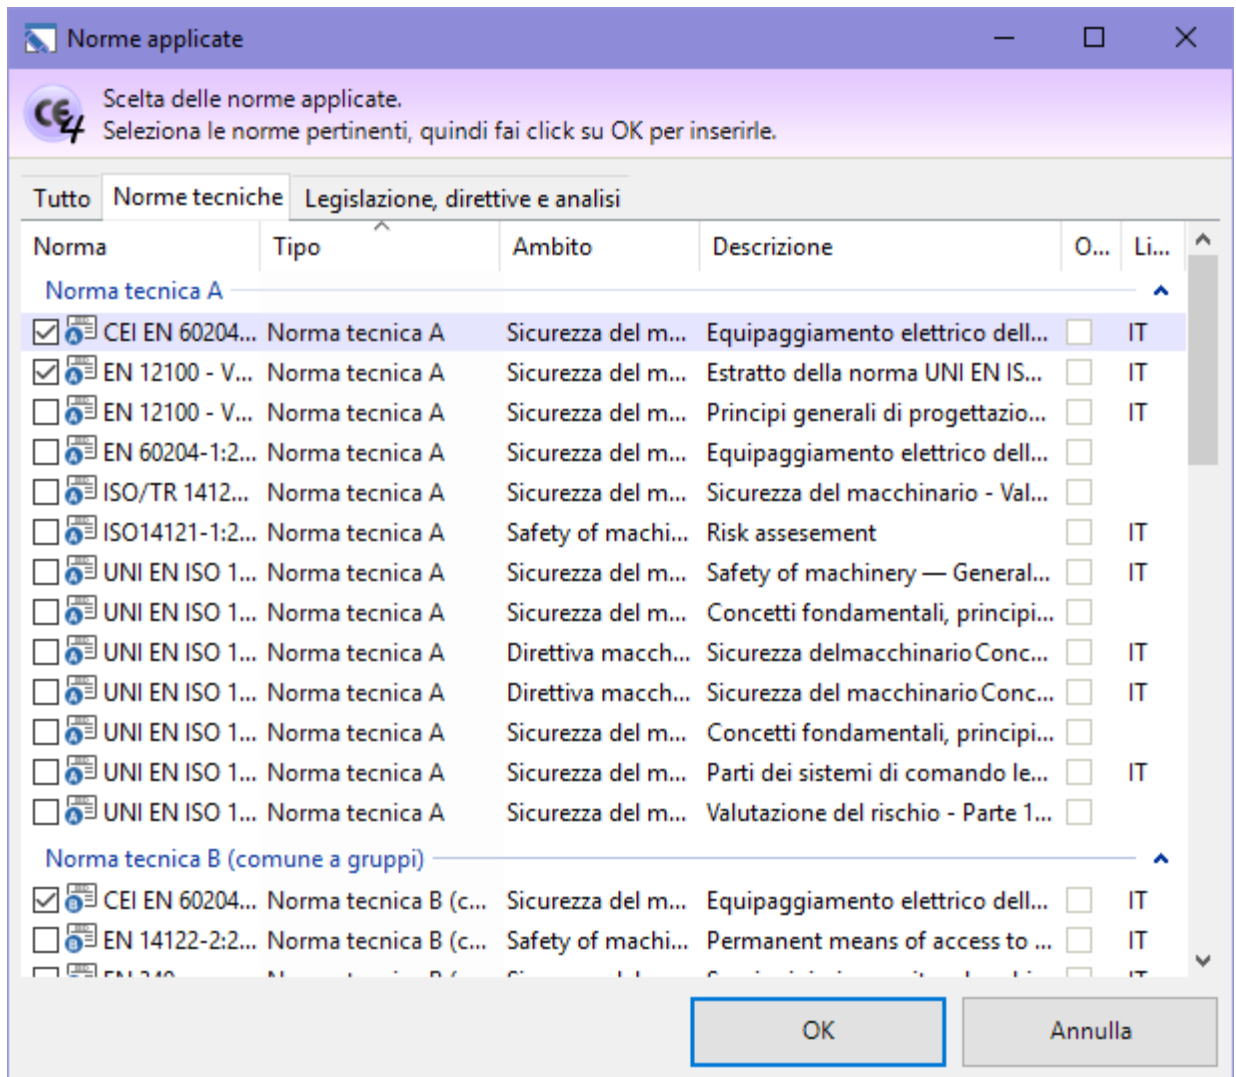 Norme applicate
CE4
Scelta delle norme applicate.
Seleziona le norme pertinenti, quindi fai click su OK per inserirle.
Tutto Norme tecniche Legislazione, direttive e analisi
Norma Tipo Ambito Descrizione O... Li...
Norma tecnica A
CEI EN 60204... Norma tecnica A Sicurezza del m... Equipaggiamento elettrico dell... IT
EN 12100 - V... Norma tecnica A Sicurezza del m... Estratto della norma UNI EN IS... IT
EN 12100 - V... Norma tecnica A Sicurezza del m... Principi generali di progettazio... IT
EN 60204-1:2... Norma tecnica A Sicurezza del m... Equipaggiamento elettrico dell...
ISO/TR 1412... Norma tecnica A Sicurezza del m... Sicurezza del macchinario - Val...
ISO14121-1:2... Norma tecnica A Safety of machi... Risk assesement IT
UNI EN ISO 1... Norma tecnica A Sicurezza del m... Safety of machinery — General... IT
UNI EN ISO 1... Norma tecnica A Sicurezza del m... Concetti fondamentali, principi...
UNI EN ISO 1... Norma tecnica A Direttiva macch... Sicurezza delmacchinario Conc... IT
UNI EN ISO 1... Norma tecnica A Direttiva macch... Sicurezza del macchinario Conc... IT
UNI EN ISO 1... Norma tecnica A Sicurezza del m... Concetti fondamentali, principi...
UNI EN ISO 1... Norma tecnica A Sicurezza del m... Parti dei sistemi di comando le... IT
UNI EN ISO 1... Norma tecnica A Sicurezza del m... Valutazione del rischio - Parte 1...
Norma tecnica B (comune a gruppi)
CEI EN 60204... Norma tecnica B (c... Sicurezza del m... Equipaggiamento elettrico dell... IT
EN 14122-2:2... Norma tecnica B (c... Safety of machi... Permanent means of access to ... IT
OK Annulla